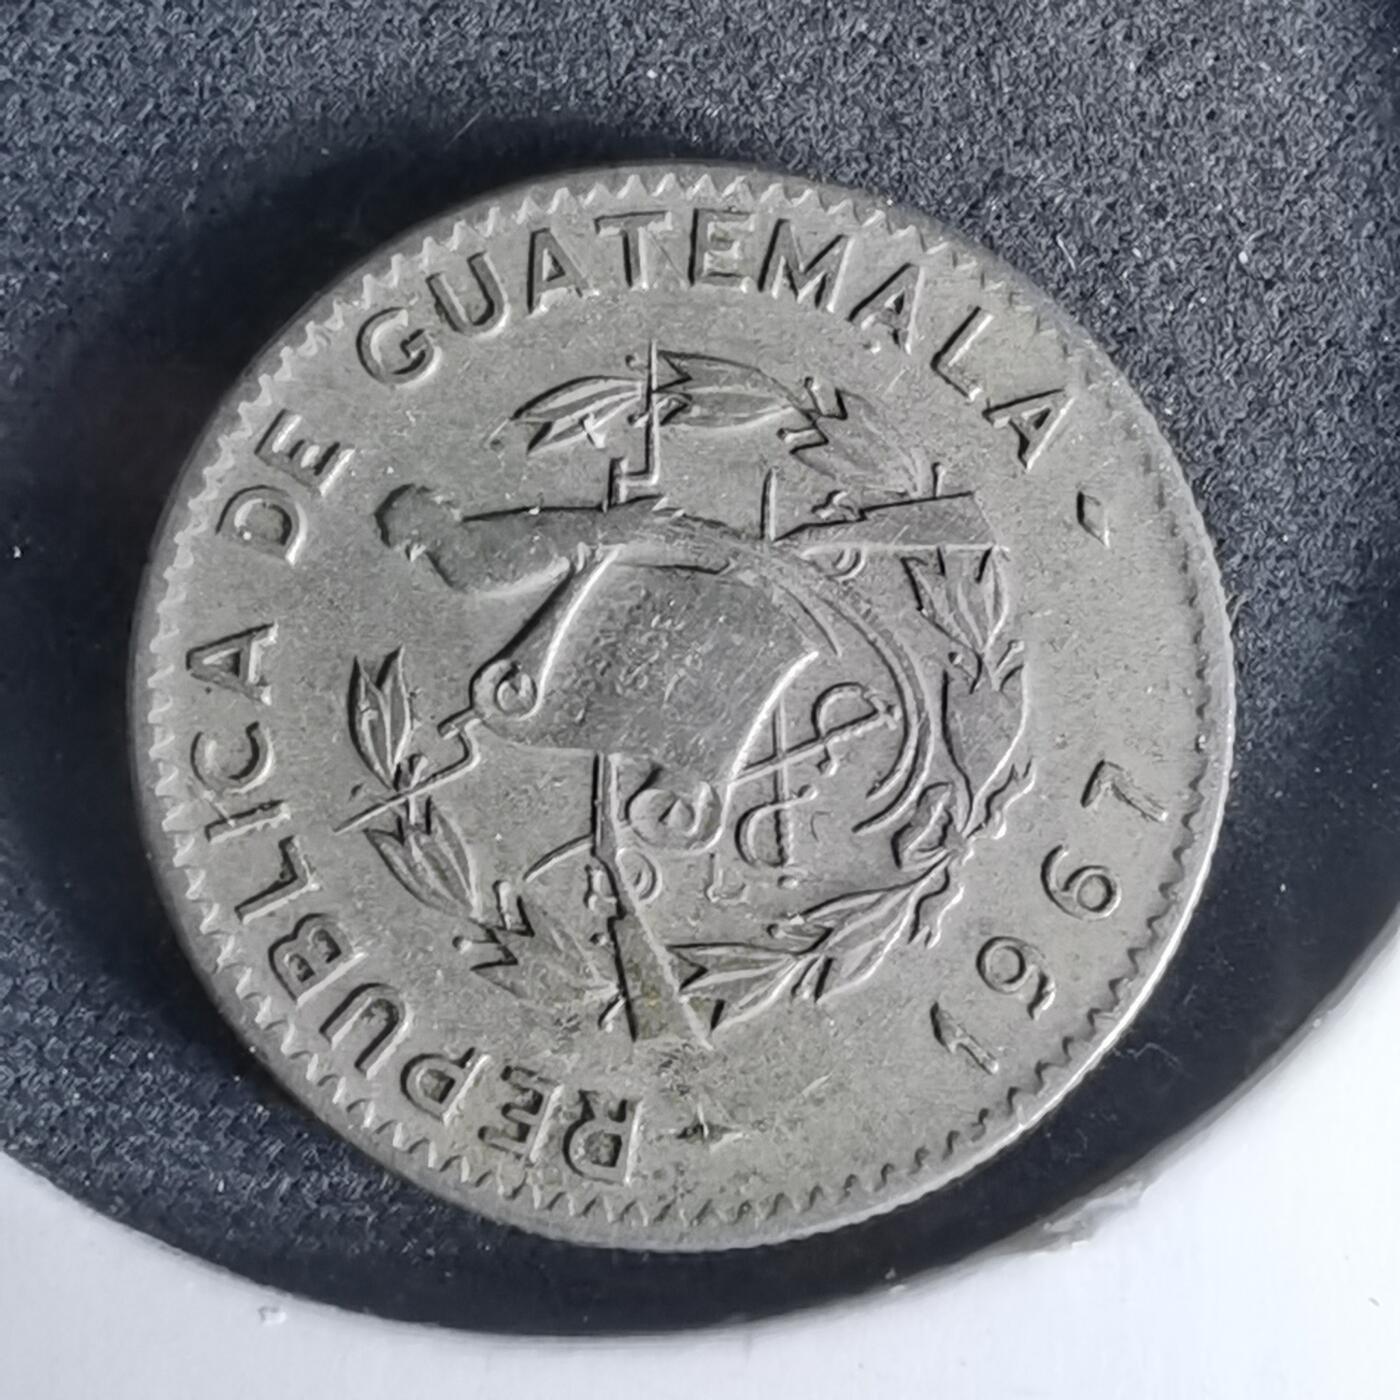 REPUBLICA DE GUATEMALA
1967